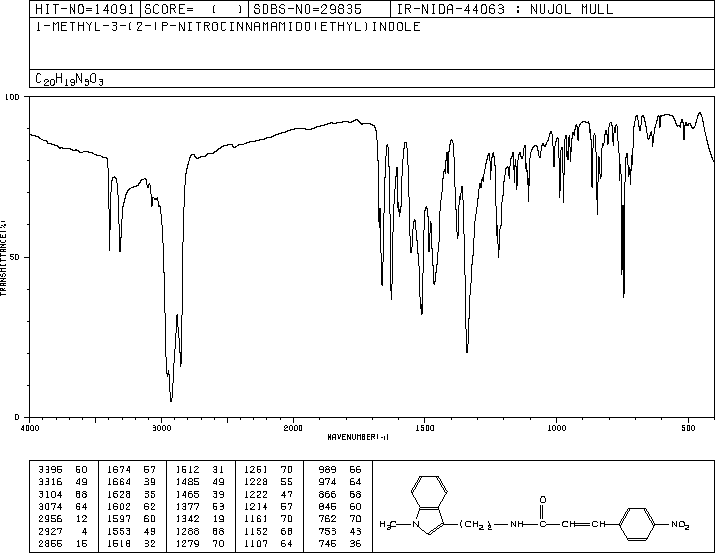 HIT-NO=14091 SCORE= ( ) SDBS-NO=29835 IR-NIDA-44063 : NUJOL MULL
1-METHYL-3-(2-(P-NITROCINNAMAMIDO)ETHYL)INDOLE
C20H19N3O3
100
TRANSMITTANCE(%)
50
0
4000 3000 2000 1500 1000 500
WAVENUMBER(-1)
3395 50 1674 57 1512 31 1251 70 989 66
3316 49 1664 39 1485 49 1228 55 974 64
3104 68 1628 35 1465 39 1222 47 866 68
3074 64 1602 62 1377 53 1214 57 845 60
2956 12 1597 60 1342 19 1161 70 762 70
2927 4 1553 49 1288 68 1152 68 753 43
2855 15 1518 32 1279 70 1107 64 745 36
O
H3C N (CH2)2 NH C CH=CH NO2